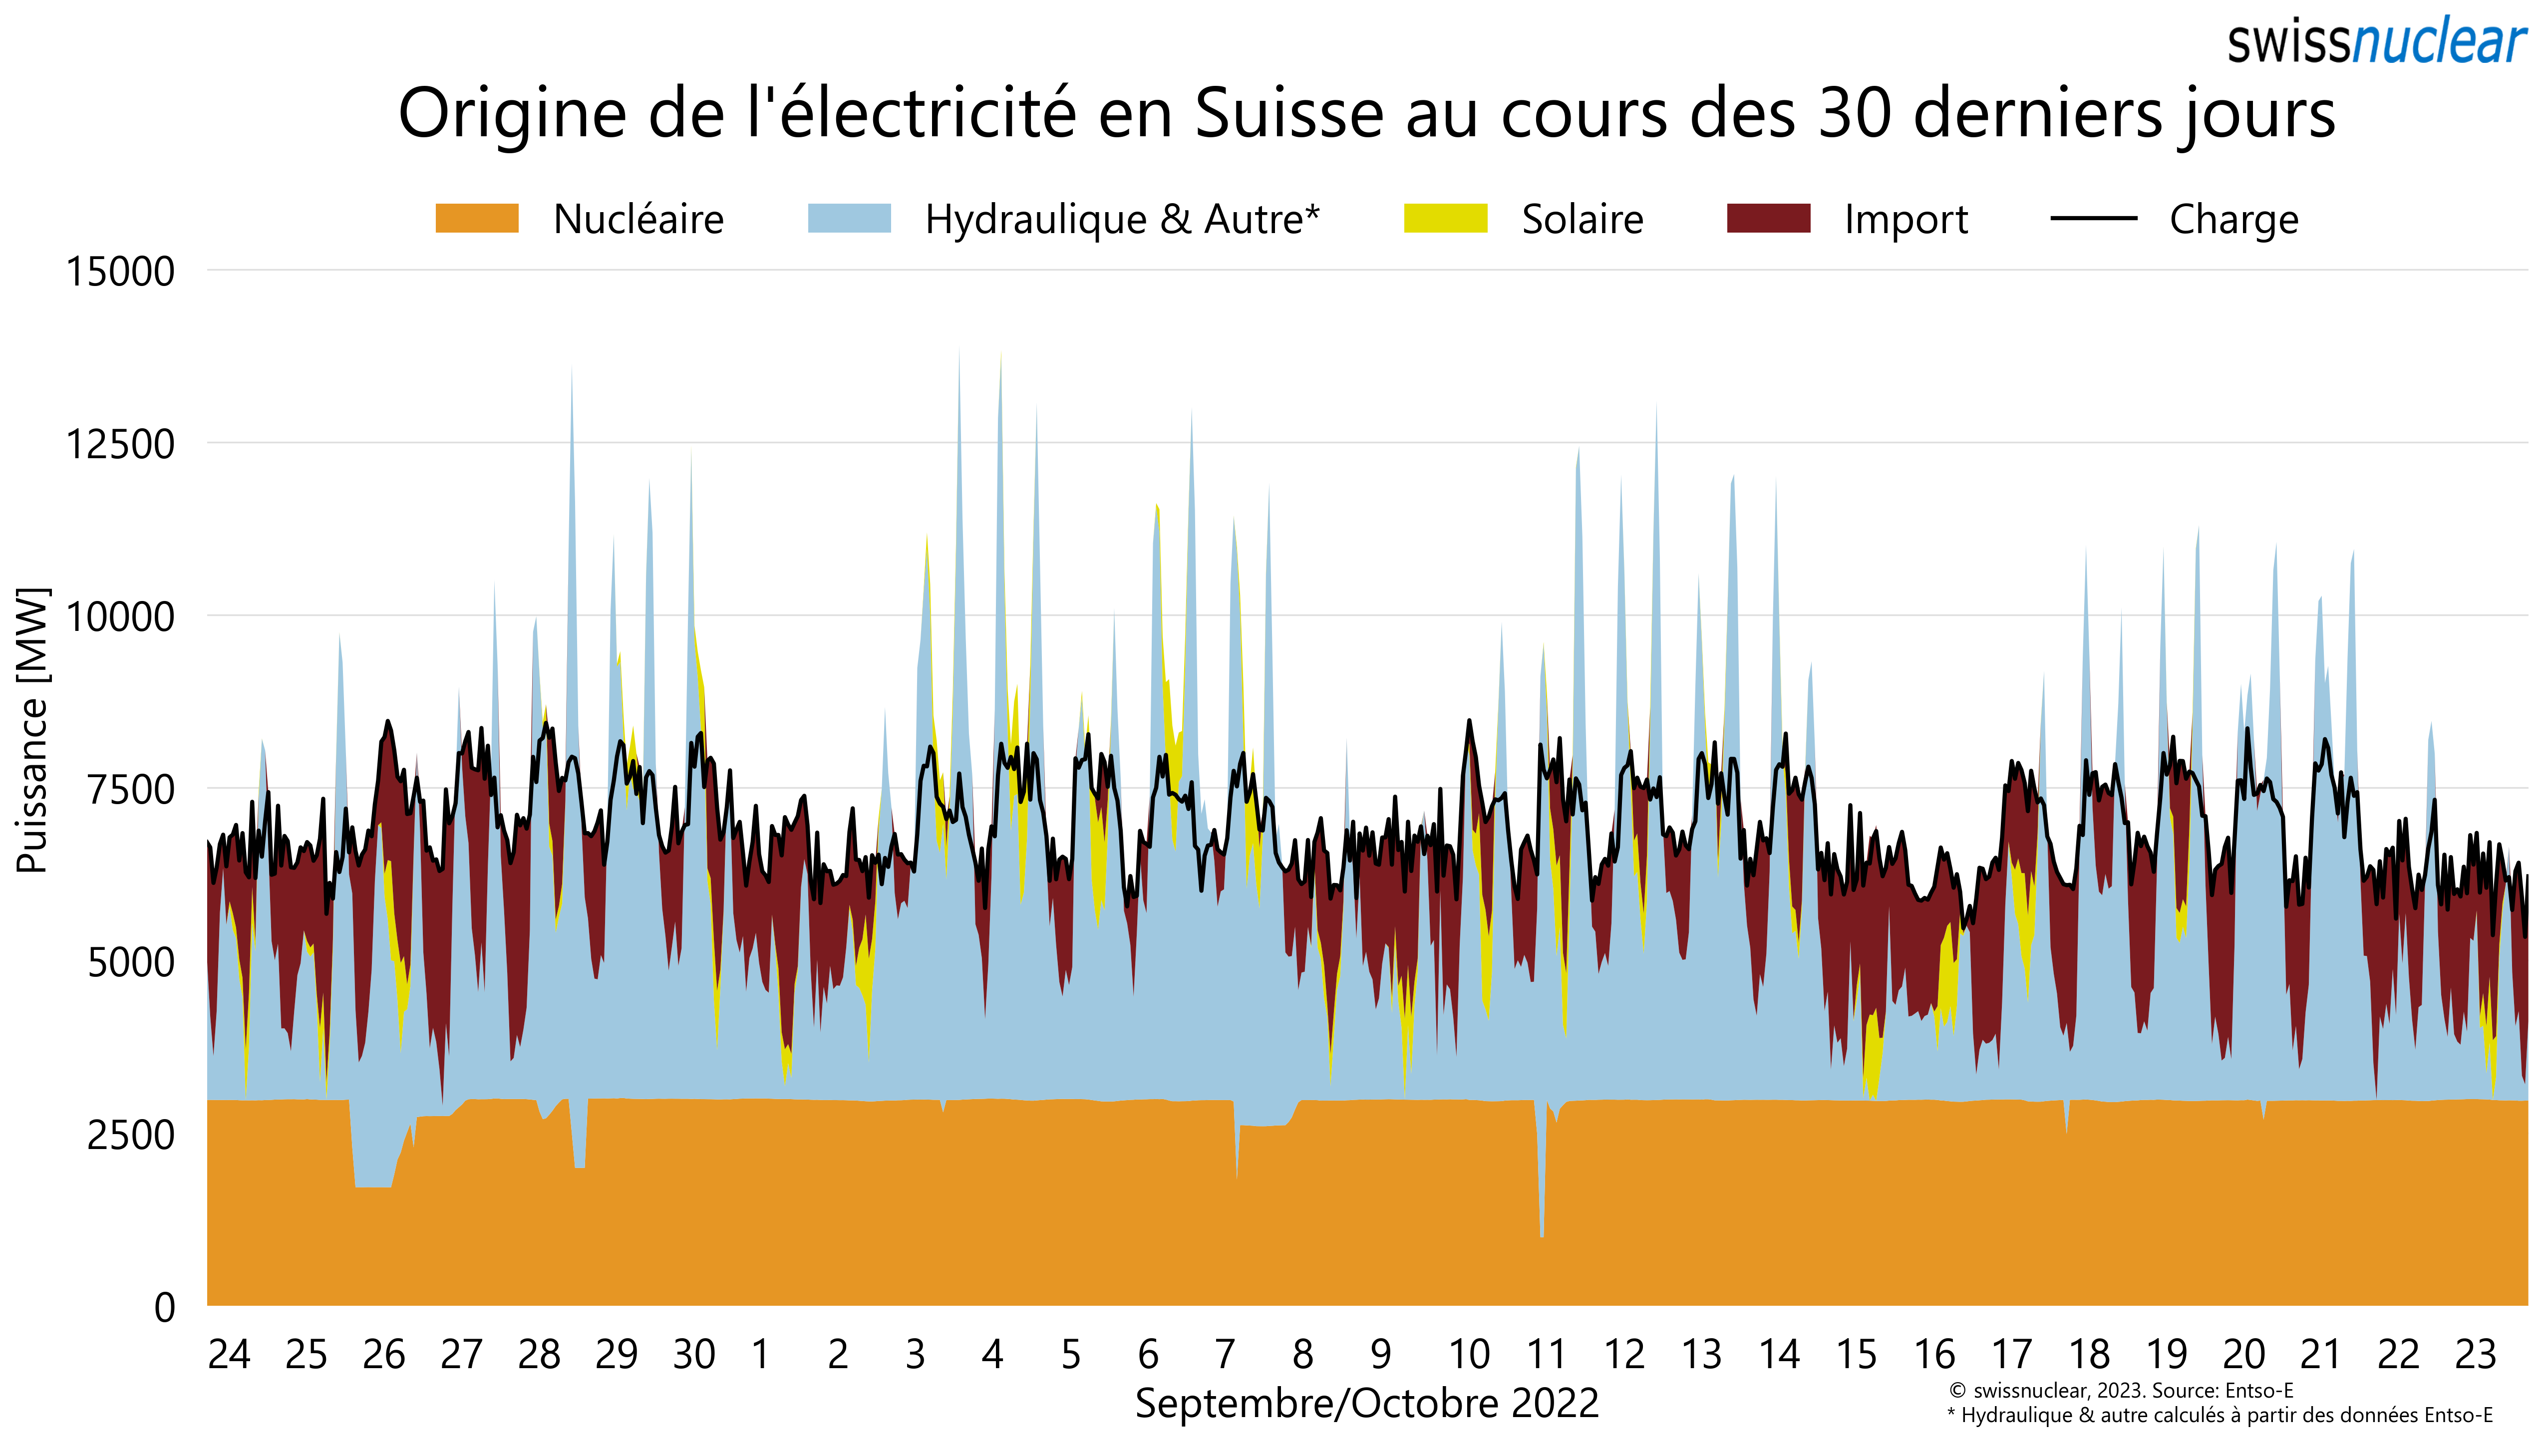 swissnuclear
Origine de l'électricité en Suisse au cours des 30 derniers jours
Nucléaire Hydraulique & Autre* Solaire Import Charge
15000
12500
10000
7500
5000
2500
0
Puissance [MW]
24 25 26 27 28 29 30 1 2 3 4 5 6 7 8 9 10 11 12 13 14 15 16 17 18 19 20 21 22 23
Septembre/Octobre 2022
© swissnuclear, 2023. Source: Entso-E
* Hydraulique & autre calculés à partir des données Entso-E